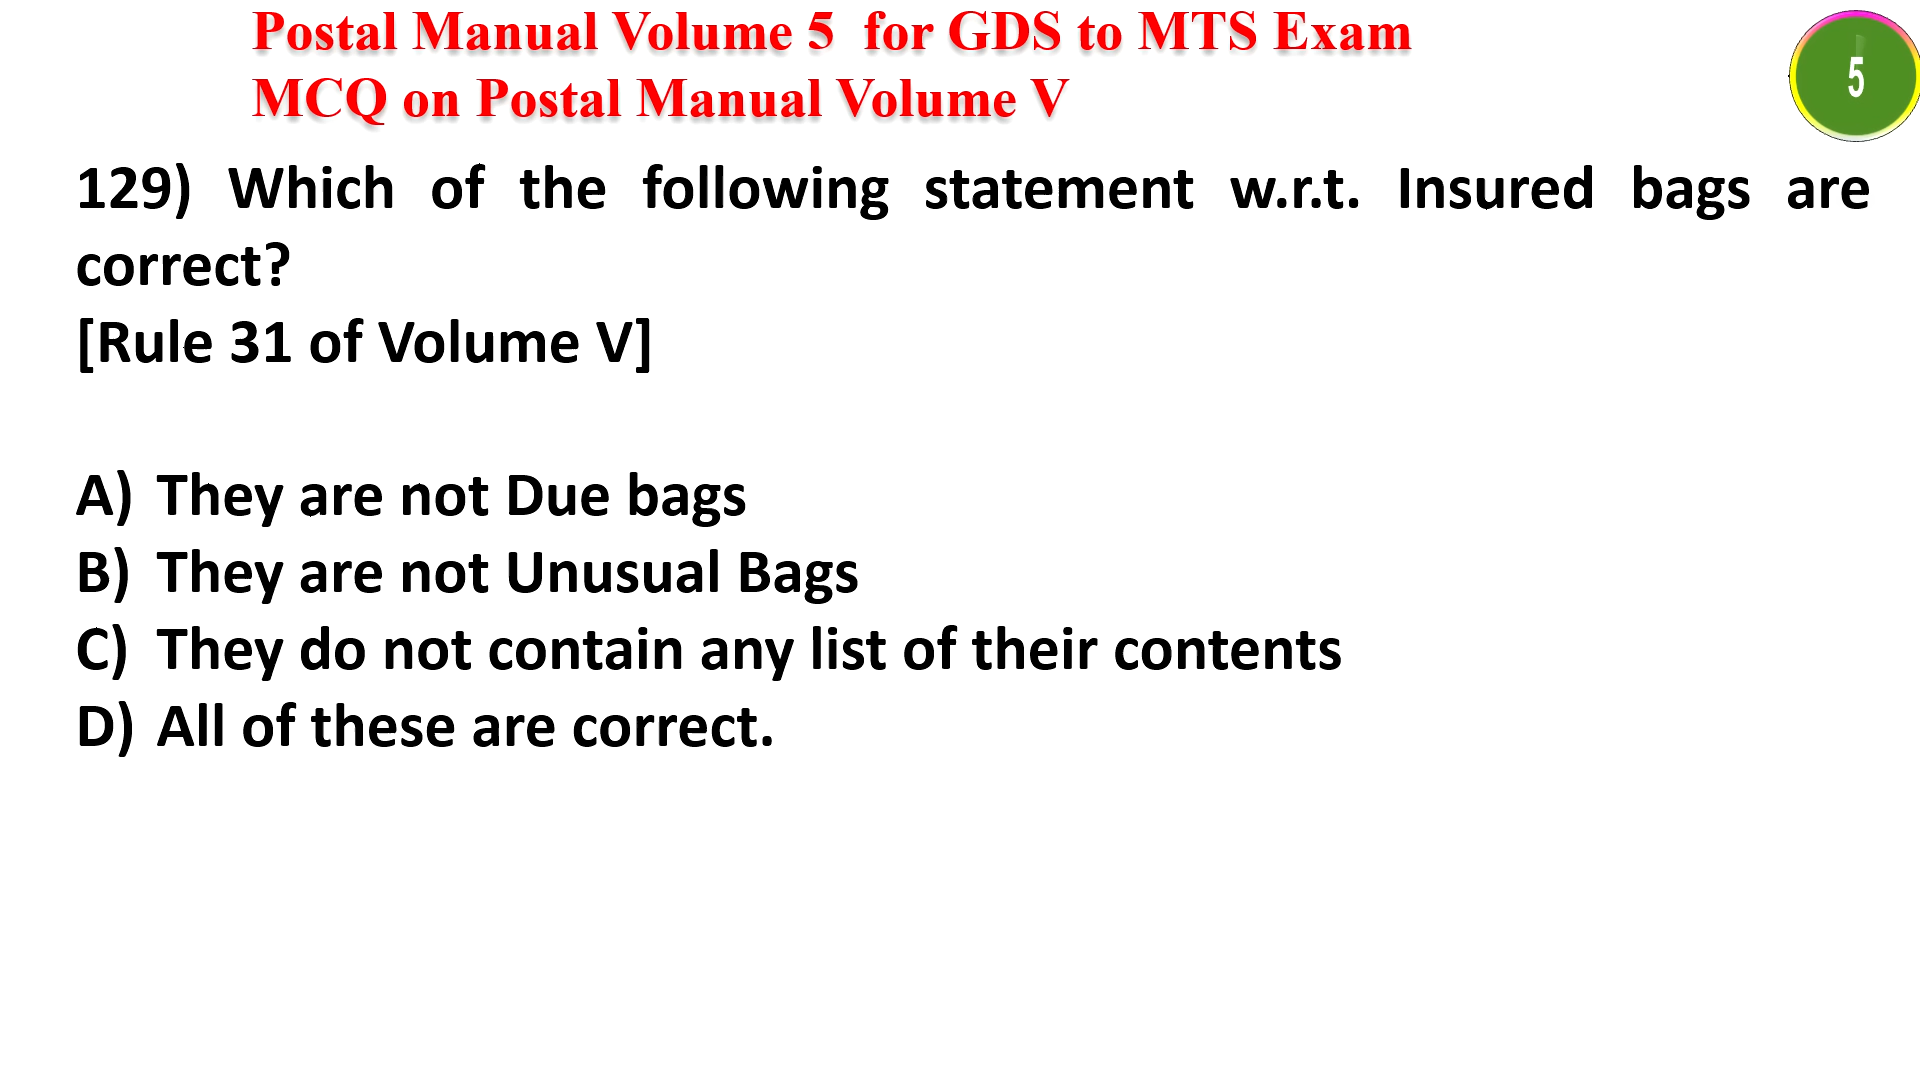 Postal Manual Volume 5 for GDS to MTS Exam
MCQ on Postal Manual Volume V
5
129) Which of the following statement w.r.t. Insured bags are
correct?
[Rule 31 of Volume V]
A) They are not Due bags
B) They are not Unusual Bags
C) They do not contain any list of their contents
D) All of these are correct.